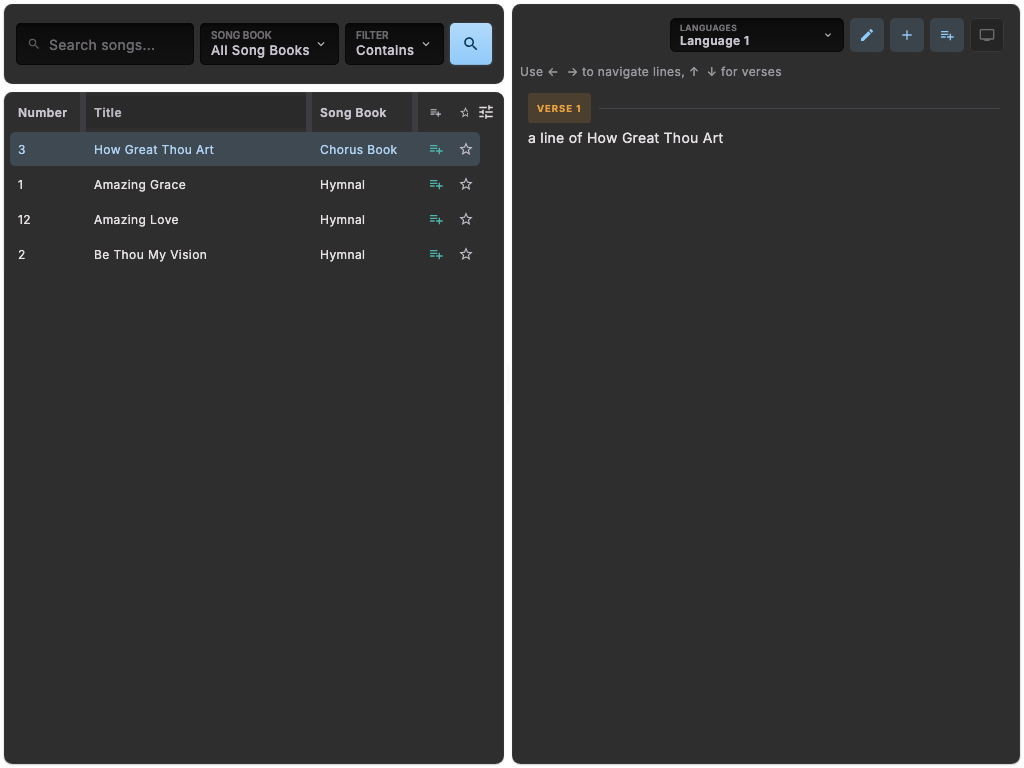 Search songs...
SONG BOOK
All Song Books
FILTER
Contains
Number Title Song Book
3 How Great Thou Art Chorus Book
1 Amazing Grace Hymnal
12 Amazing Love Hymnal
2 Be Thou My Vision Hymnal
LANGUAGES
Language 1
Use ← → to navigate lines, ↑ ↓ for verses
VERSE 1
a line of How Great Thou Art